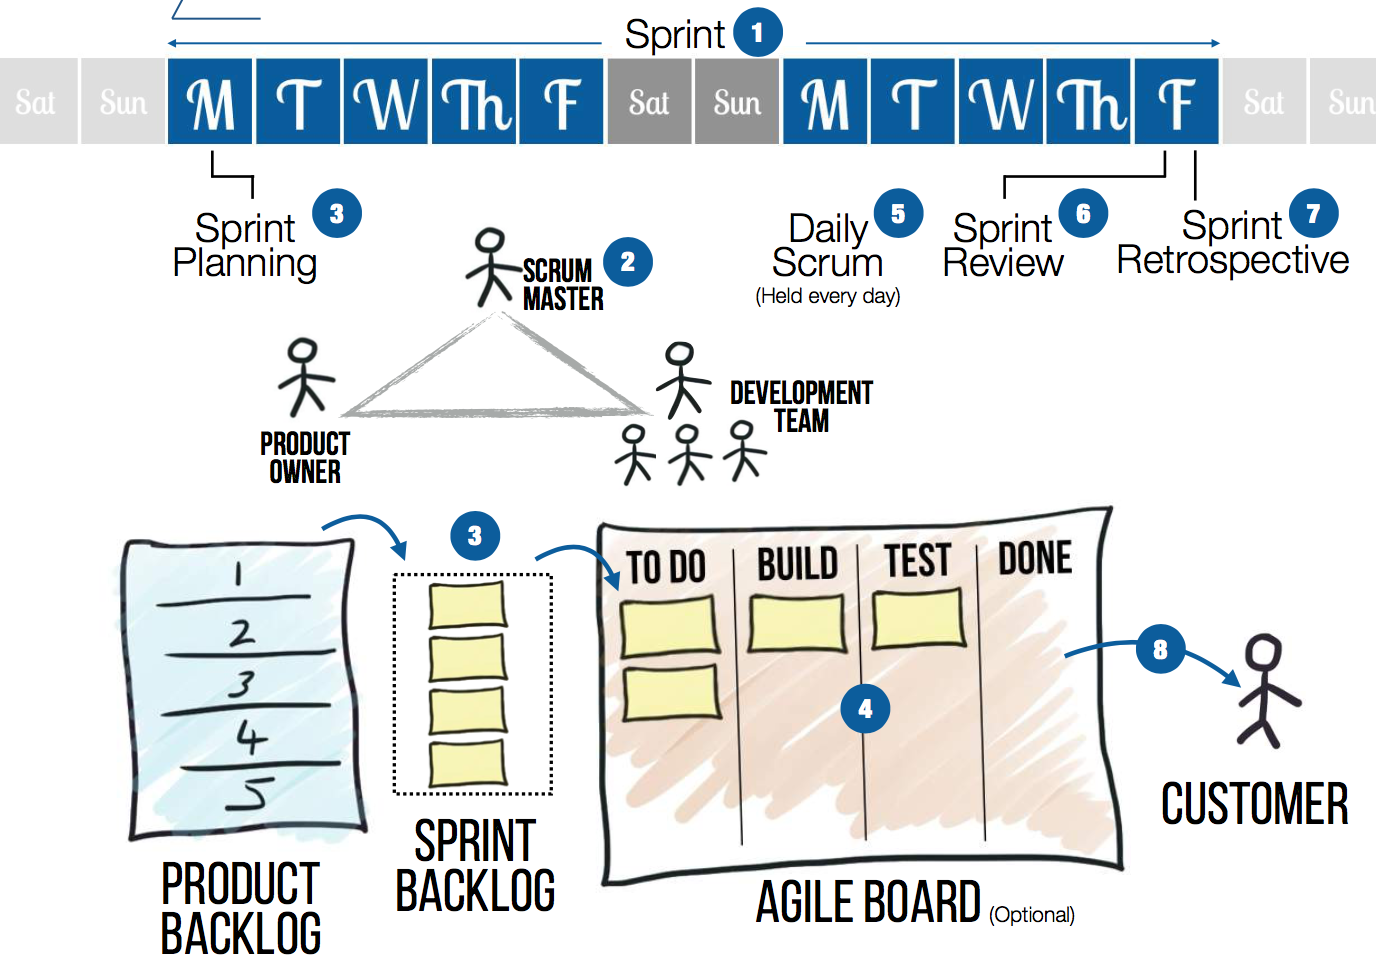 Sprint 1
Sat Sun M T W Th F Sat Sun M T W Th F Sat Sun
Sprint 3
Planning
SCRUM 2
MASTER
Daily 5
Scrum
(Held every day)
Sprint 6
Review
Sprint 7
Retrospective
PRODUCT
OWNER
DEVELOPMENT
TEAM
3
1
2
3
4
5
PRODUCT
BACKLOG
SPRINT
BACKLOG
TO DO BUILD TEST DONE
4
8
AGILE BOARD (Optional)
CUSTOMER